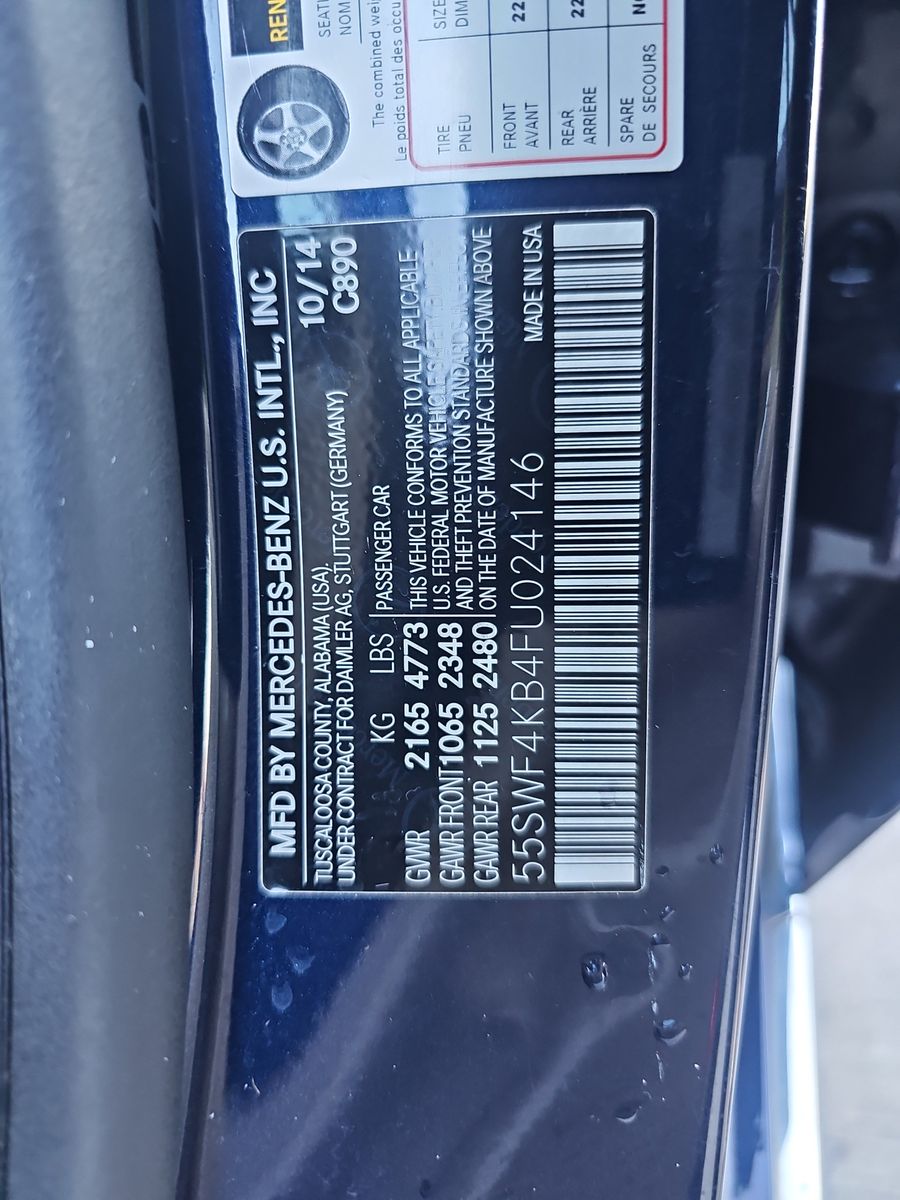 MFD BY MERCEDES-BENZ U.S. INTL., INC
TUSCALOOSA COUNTY, ALABAMA (USA) 10/14
UNDER CONTRACT FOR DAIMLER AG, STUTTGART (GERMANY) C890
KG LBS PASSENGER CAR
GVWR 2165 4773 THIS VEHICLE CONFORMS TO ALL APPLICABLE
GAWR FRONT 1065 2348 U.S. FEDERAL MOTOR VEHICLE
AND THEFT PREVENTION STANDARDS
GAWR REAR 1125 2480 ON THE DATE OF MANUFACTURE SHOWN ABOVE
55SWF4KB4FU024146 MADE IN USA
REN
SEATI
NOM
The combined wei
Le poids total des occu
TIRE SIZE
PNEU DIM
FRONT 22
AVANT
REAR 22
ARRIÈRE
SPARE NO
DE SECOURS